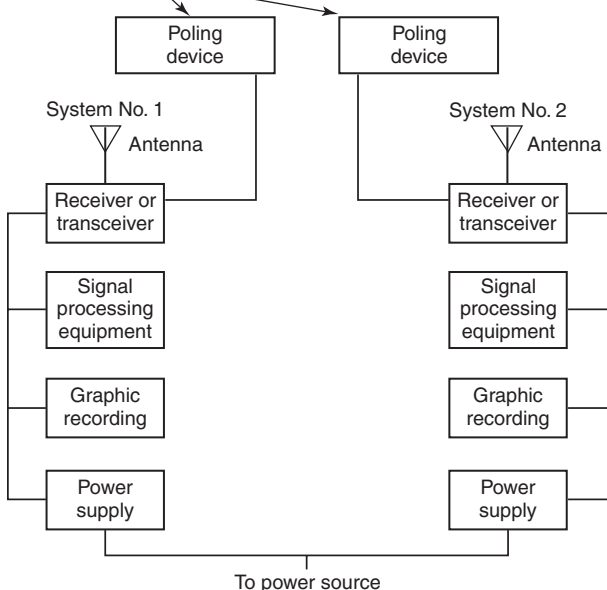 Poling
device
Poling
device
System No. 1
Antenna
System No. 2
Antenna
Receiver or
transceiver
Receiver or
transceiver
Signal
processing
equipment
Signal
processing
equipment
Graphic
recording
Graphic
recording
Power
supply
Power
supply
To power source